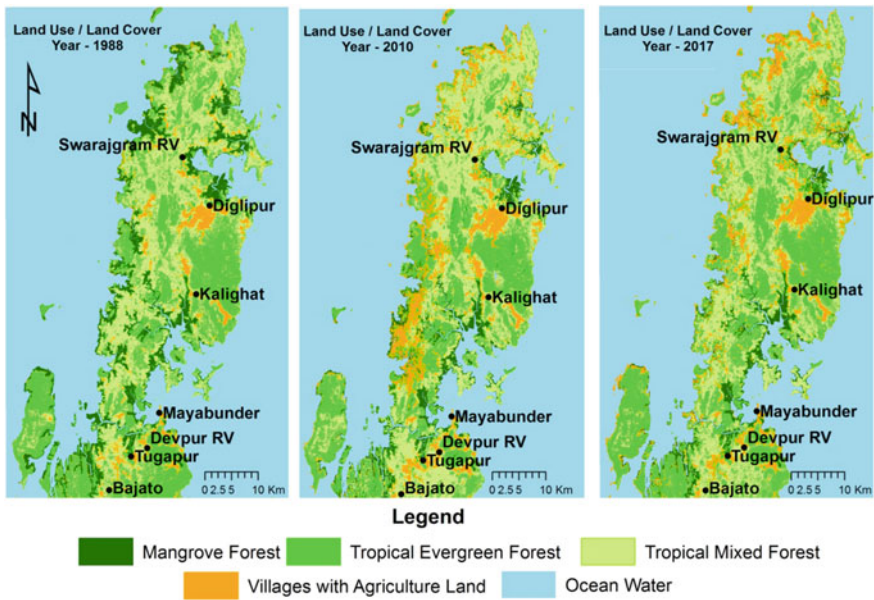 Land Use / Land Cover
Year - 1988
N
Swarajgram RV
Diglipur
Kalighat
Mayabunder
Devpur RV
Tugapur
Bajato
0 2.5 5 10 Km
Land Use / Land Cover
Year - 2010
Swarajgram RV
Diglipur
Kalighat
Mayabunder
Devpur RV
Tugapur
Bajato
0 2.5 5 10 Km
Land Use / Land Cover
Year - 2017
Swarajgram RV
Diglipur
Kalighat
Mayabunder
Devpur RV
Tugapur
Bajato
0 2.5 5 10 Km
Legend
Mangrove Forest
Tropical Evergreen Forest
Tropical Mixed Forest
Villages with Agriculture Land
Ocean Water